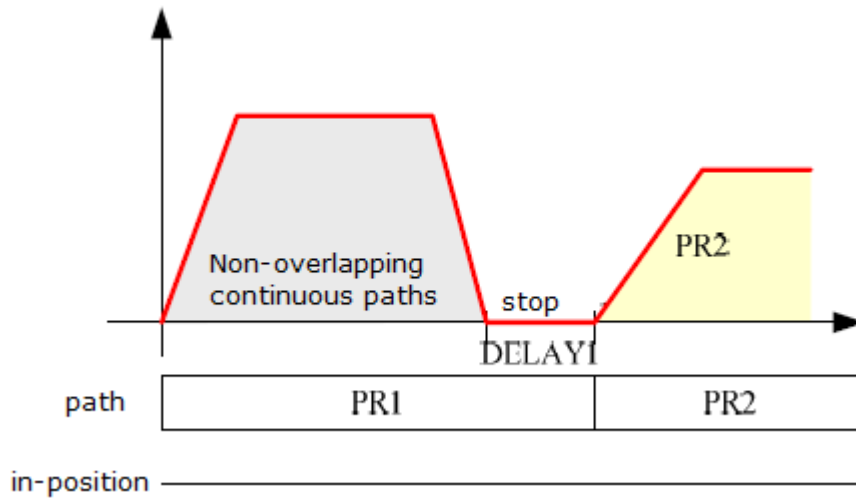 Non-overlapping
continuous paths
stop
PR2
DELAY1
path
PR1
PR2
in-position